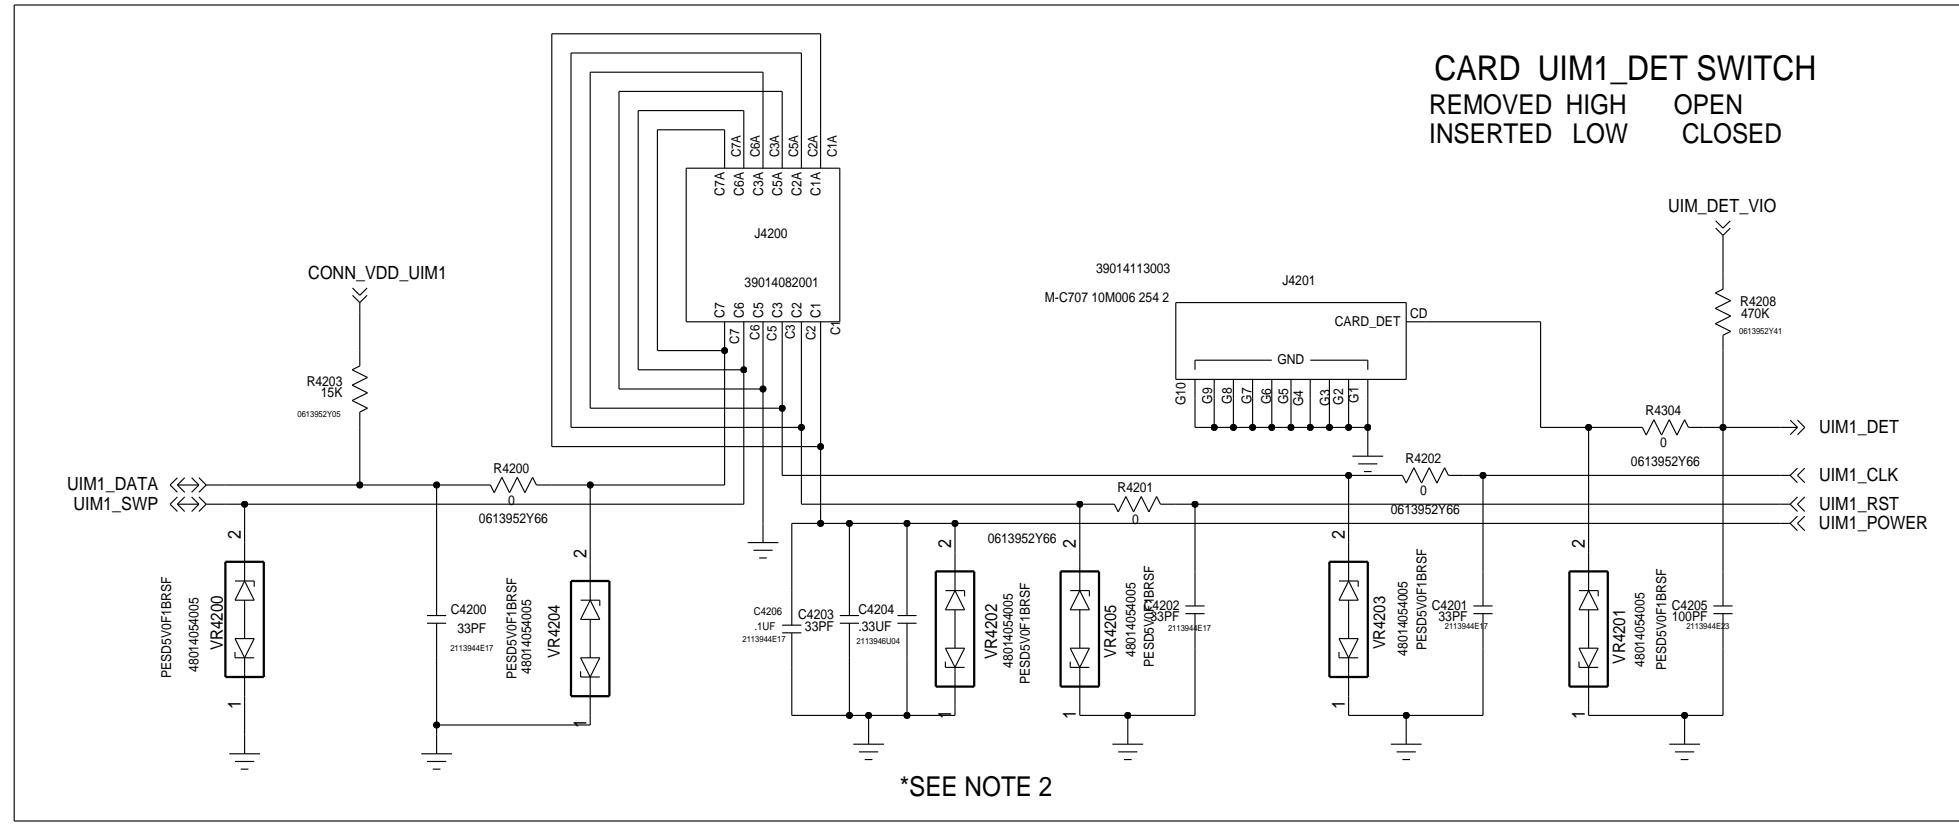 CARD UIM1_DET SWITCH
REMOVED HIGH OPEN
INSERTED LOW CLOSED
C7A
C6A
C3A
C5A
C2A
C1A
C7A
C6A
C3A
C5A
C2A
C1A
J4200
39014082001
C7
C6
C5
C3
C2
C1
C7
C6
C5
C3
C2
C1
CONN_VDD_UIM1
R4203
15K
0613952Y05
UIM_DET_VIO
R4208
470K
0613952Y41
39014113003
M-C707 10M006 254 2
J4201
CARD_DET
CD
GND
G10
G9
G8
G7
G6
G5
G4
G3
G2
G1
R4304
0
0613952Y66
UIM1_DET
UIM1_DATA
UIM1_SWP
R4200
0
0613952Y66
R4202
0
0613952Y66
UIM1_CLK
R4201
0
0613952Y66
UIM1_RST
UIM1_POWER
2
PESD5V0F1BRSF
48014054005
VR4200
1
C4200
33PF
2113944E17
2
PESD5V0F1BRSF
48014054005
VR4204
1
C4206
.1UF
2113944E17
C4203
33PF
C4204
.33UF
2113946U04
2
VR4202
48014054005
PESD5V0F1BRSF
1
2
VR4205
48014054005
PESD5V0F1BRSF
1
C4202
33PF
2113944E17
2
VR4203
48014054005
PESD5V0F1BRSF
1
C4201
33PF
2113944E17
2
VR4201
48014054005
PESD5V0F1BRSF
1
C4205
100PF
2113944E23
*SEE NOTE 2